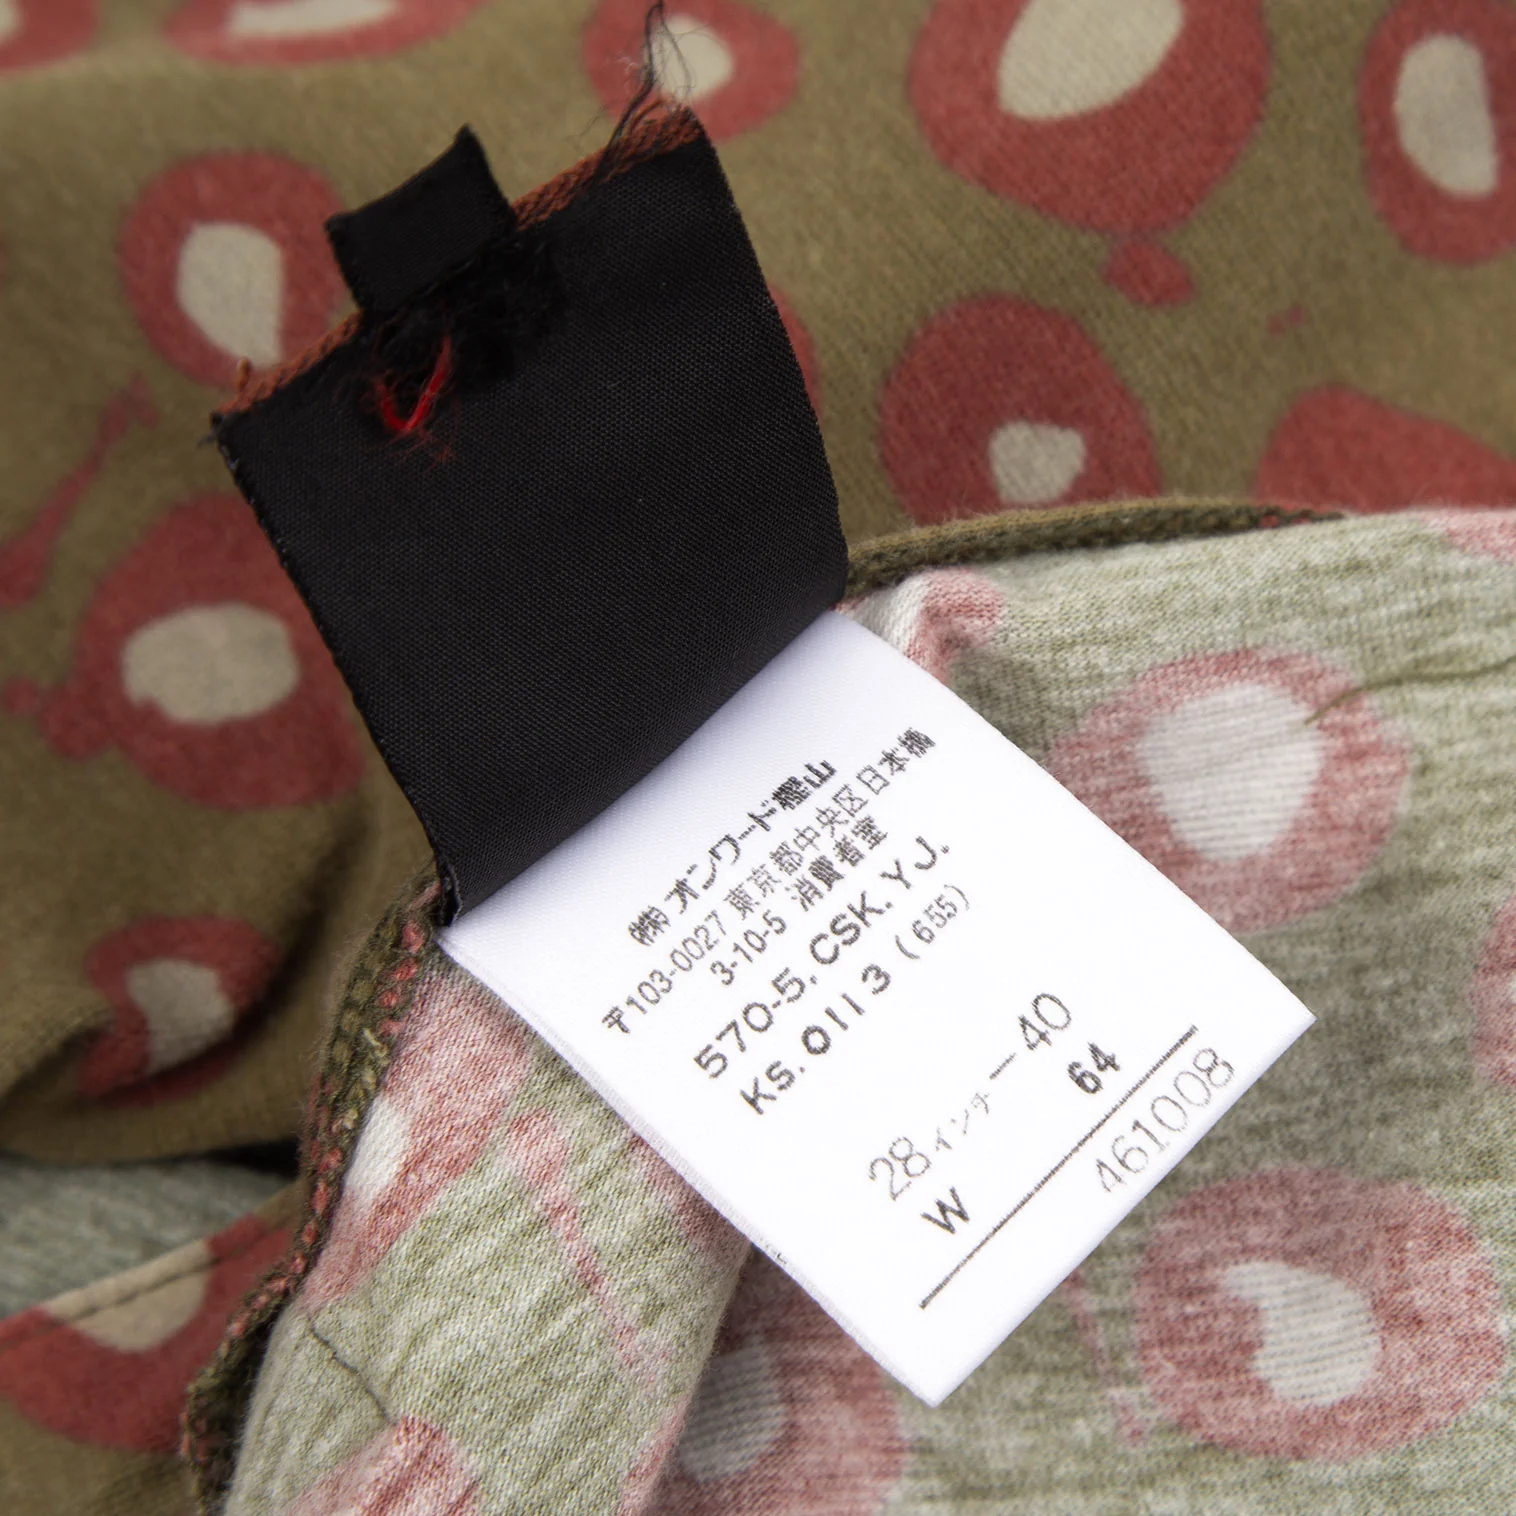 ㈱オンワード樫山
〒103-0027 東京都中央区日本橋
3-10-5 消費者室
570-5. CSK. Y J.
KS. 0113 (655)
28インチ－40
W 64
461008